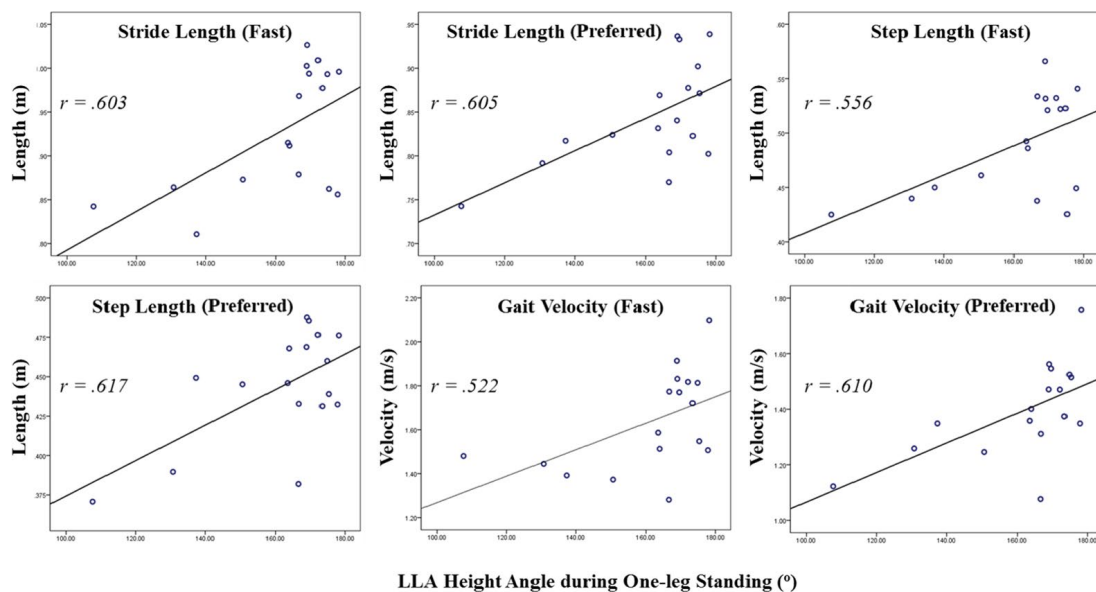 Stride Length (Fast)
r = .603
Length (m)
.05
.00
.95
.90
.85
.80
100.00 120.00 140.00 160.00 180.00
Stride Length (Preferred)
r = .605
Length (m)
.95
.90
.85
.80
.75
.70
100.00 120.00 140.00 160.00 180.00
Step Length (Fast)
r = .556
Length (m)
.60
.55
.50
.45
.40
100.00 120.00 140.00 160.00 180.00
Step Length (Preferred)
r = .617
Length (m)
.500
.475
.450
.425
.400
.375
100.00 120.00 140.00 160.00 180.00
Gait Velocity (Fast)
r = .522
Velocity (m/s)
2.20
2.00
1.80
1.60
1.40
1.20
100.00 120.00 140.00 160.00 180.00
Gait Velocity (Preferred)
r = .610
Velocity (m/s)
1.80
1.60
1.40
1.20
1.00
100.00 120.00 140.00 160.00 180.00
LLA Height Angle during One-leg Standing (º)